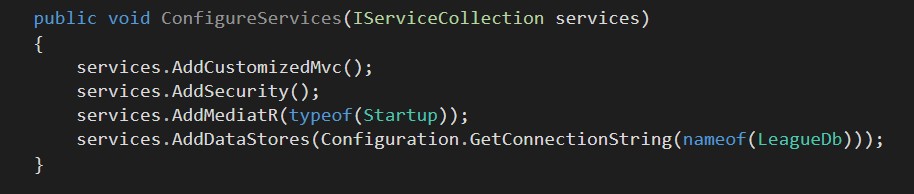 public void ConfigureServices(IServiceCollection services)
{
    services.AddCustomizedMvc();
    services.AddSecurity();
    services.AddMediatR(typeof(Startup));
    services.AddDataStores(Configuration.GetConnectionString(nameof(LeagueDb)));
}